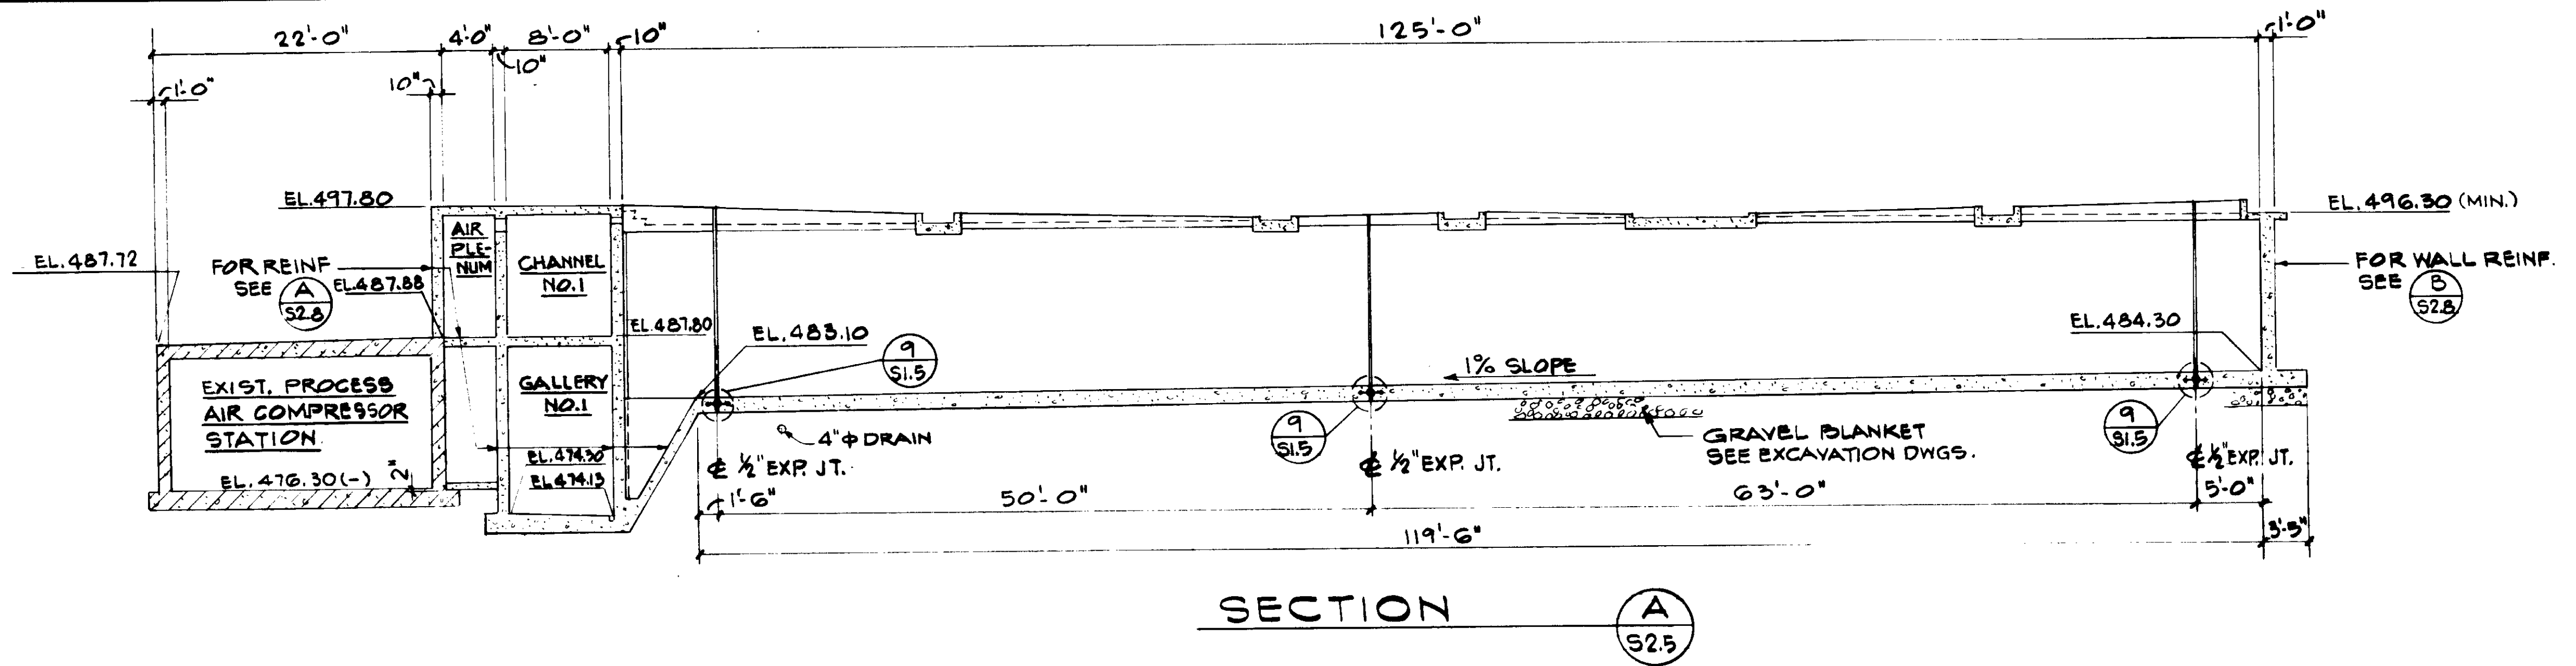 22'-0"
4'-0"
8'-0"
10"
125'-0"
1'-0"
10"
1'-0"
10"
EL.497.80
EL.496.30 (MIN.)
AIR
PLE-
NUM
CHANNEL
NO.1
EL.487.72
FOR REINF
SEE A
S2.8
EL.487.88
FOR WALL REINF.
SEE B
S2.8
EL.487.80
EL.483.10
EL.484.30
9
S1.5
1% SLOPE
EXIST. PROCESS
AIR COMPRESSOR
STATION.
GALLERY
NO.1
EL.476.30(-)
2"
EL.474.30
EL.474.13
4"Φ DRAIN
℄ ½" EXP. JT.
9
S1.5
℄ ½" EXP. JT.
GRAVEL BLANKET
SEE EXCAVATION DWGS.
9
S1.5
℄ ½" EXP. JT.
1'-6"
50'-0"
63'-0"
5'-0"
119'-6"
3'-3"
SECTION
A
S2.5